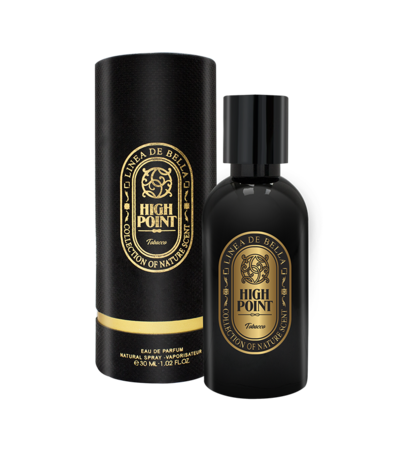 LINEA DE BELLA
HIGH
POINT
Tobacco
COLLECTION OF NATURE SCENT
EAU DE PARFUM
NATURAL SPRAY - VAPORISATEUR
℮30 ML-1.02 FL.OZ.
LINEA DE BELLA
HIGH
POINT
Tobacco
COLLECTION OF NATURE SCENT